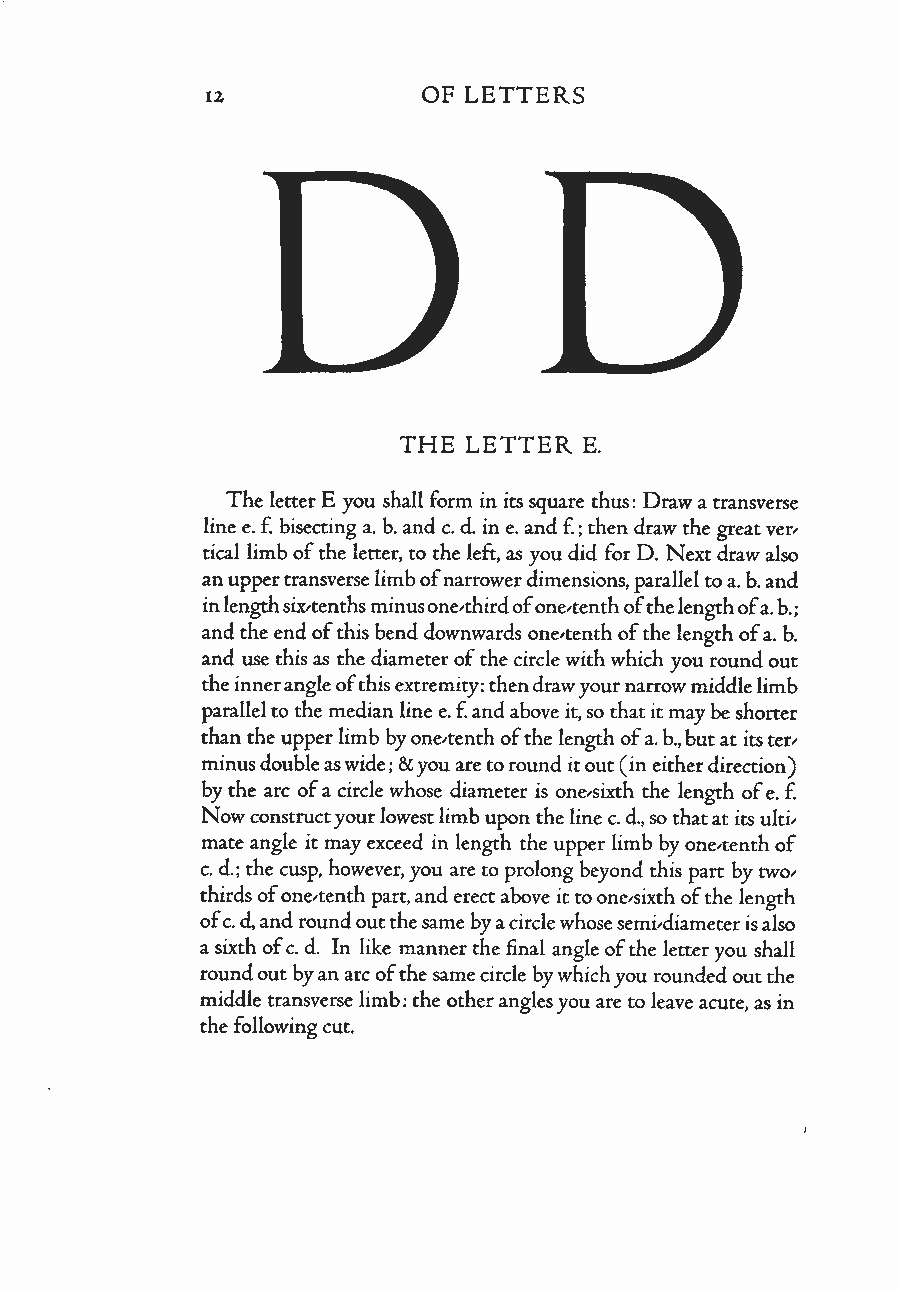 12 OF LETTERS
D D
THE LETTER E.
The letter E you shall form in its square thus: Draw a transverse
line e. f. bisecting a. b. and c. d. in e. and f.; then draw the great ver-
tical limb of the letter, to the left, as you did for D. Next draw also
an upper transverse limb of narrower dimensions, parallel to a. b. and
in length six-tenths minus one-third of one-tenth of the length of a. b.;
and the end of this bend downwards one-tenth of the length of a. b.
and use this as the diameter of the circle with which you round out
the inner angle of this extremity: then draw your narrow middle limb
parallel to the median line e. f. and above it, so that it may be shorter
than the upper limb by one-tenth of the length of a. b., but at its ter-
minus double as wide; & you are to round it out (in either direction)
by the arc of a circle whose diameter is one-sixth the length of e. f.
Now construct your lowest limb upon the line c. d., so that at its ulti-
mate angle it may exceed in length the upper limb by one-tenth of
c. d.; the cusp, however, you are to prolong beyond this part by two-
thirds of one-tenth part, and erect above it to one-sixth of the length
of c. d, and round out the same by a circle whose semi-diameter is also
a sixth of c. d. In like manner the final angle of the letter you shall
round out by an arc of the same circle by which you rounded out the
middle transverse limb: the other angles you are to leave acute, as in
the following cut.